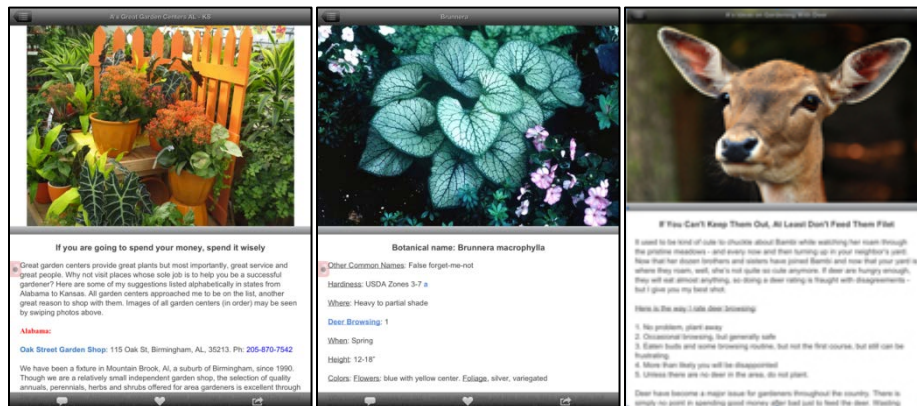 A's Great Garden Centers AL - KS
If you are going to spend your money, spend it wisely
Great garden centers provide great plants but most importantly, great service and
great people. Why not visit places whose sole job is to help you be a successful
gardener? Here are some of my suggestions listed alphabetically in states from
Alabama to Kansas. All garden centers approached me to be on the list, another
great reason to shop with them. Images of all garden centers (in order) may be seen
by swiping photos above.
Alabama:
Oak Street Garden Shop: 115 Oak St, Birmingham, AL, 35213. Ph: 205-870-7542
We have been a fixture in Mountain Brook, Al, a suburb of Birmingham, since 1990.
Though we are a relatively small independent garden shop, the selection of quality
annuals, perennials, herbs and shrubs offered for area gardeners is excellent through
Brunnera
Botanical name: Brunnera macrophylla
Other Common Names: False forget-me-not
Hardiness: USDA Zones 3-7 a
Where: Heavy to partial shade
Deer Browsing: 1
When: Spring
Height: 12-18"
Colors: Flowers: blue with yellow center. Foliage, silver, variegated
Gardening With Deer
If You Can't Keep Them Out, At Least Don't Feed Them Filet
It used to be kind of cute to chuckle about Bambi while watching her roam through
the pristine meadows - and every now and then turning up in your neighbor's yard.
Now that her dozen brothers and sisters have joined Bambi and now that your yard is
where they roam, well, she's not quite so cute anymore. If deer are hungry enough,
they will eat almost anything, so doing a deer rating is fraught with disagreements -
but I give you my best shot.
Here is the way I rate deer browsing:
1. No problem, plant away
2. Occasional browsing, but generally safe
3. Eaten buds and some browsing routine, but not the first course, but still can be
frustrating.
4. More than likely you will be disappointed
5. Unless there are no deer in the area, do not plant.
Deer have become a major issue for gardeners throughout the country. There is
simply no point in spending good money after bad just to feed the deer. Wasting